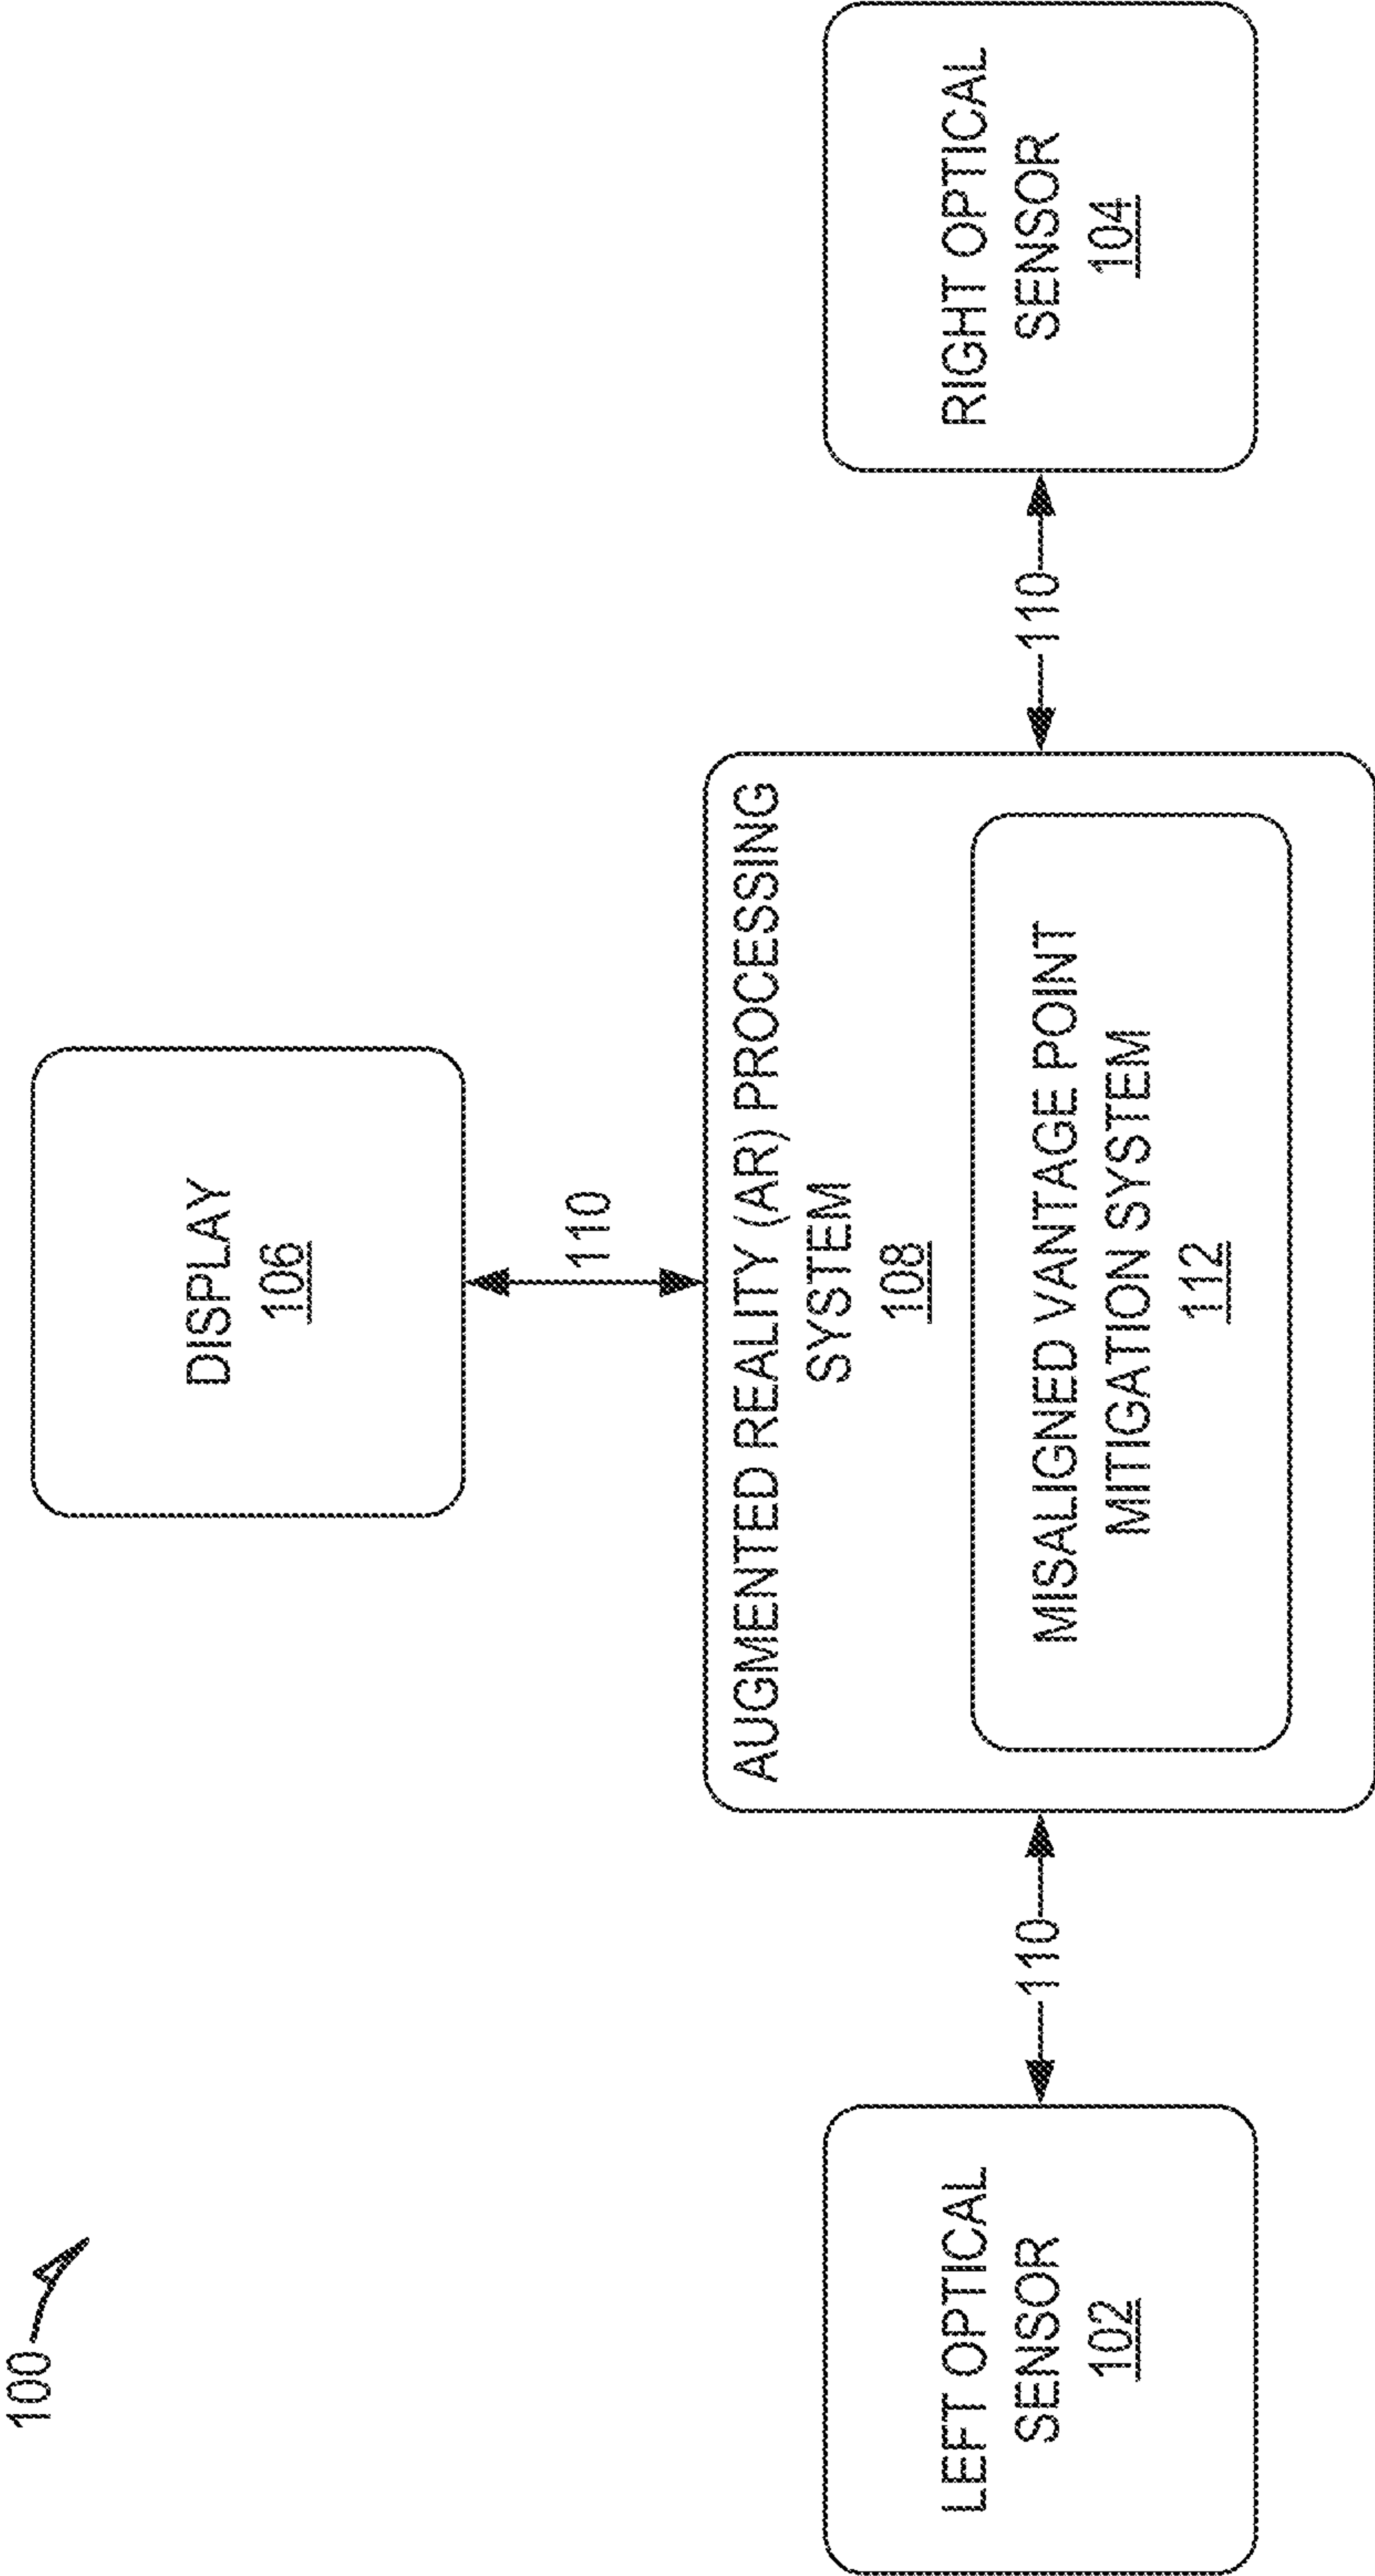 100
DISPLAY
106
110
AUGMENTED REALITY (AR) PROCESSING
SYSTEM
108
MISALIGNED VANTAGE POINT
MITIGATION SYSTEM
112
LEFT OPTICAL
SENSOR
102
110
110
RIGHT OPTICAL
SENSOR
104